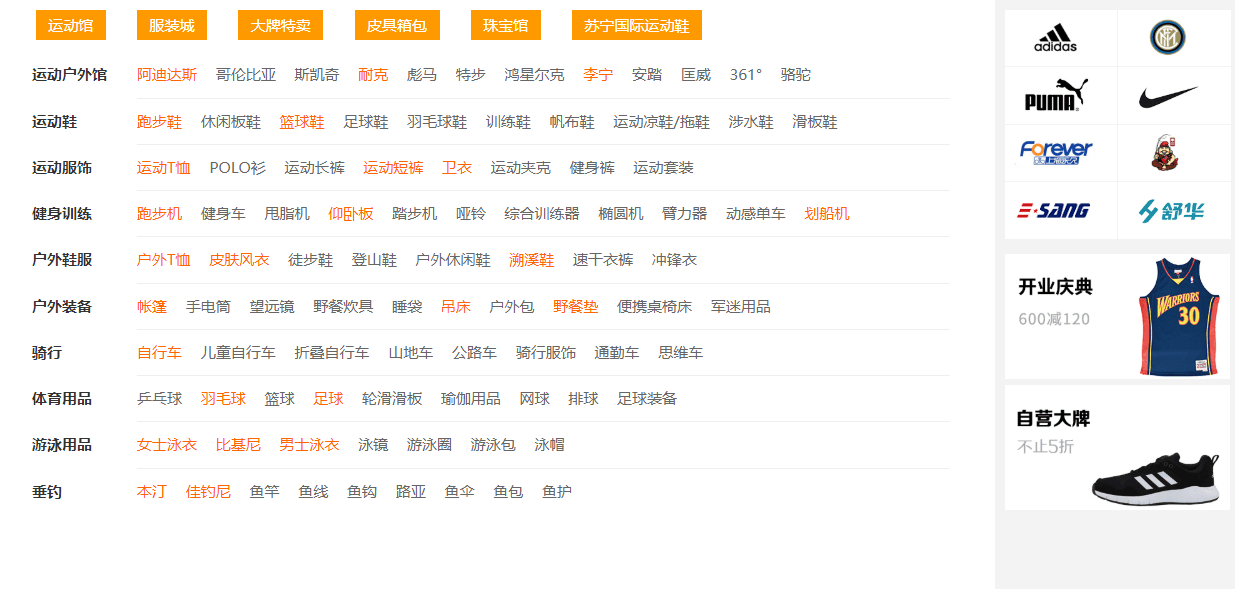 运动馆 服装城 大牌特卖 皮具箱包 珠宝馆 苏宁国际运动鞋
运动户外馆 阿迪达斯 哥伦比亚 斯凯奇 耐克 彪马 特步 鸿星尔克 李宁 安踏 匡威 361° 骆驼
运动鞋 跑步鞋 休闲板鞋 篮球鞋 足球鞋 羽毛球鞋 训练鞋 帆布鞋 运动凉鞋/拖鞋 涉水鞋 滑板鞋
运动服饰 运动T恤 POLO衫 运动长裤 运动短裤 卫衣 运动夹克 健身裤 运动套装
健身训练 跑步机 健身车 甩脂机 仰卧板 踏步机 哑铃 综合训练器 椭圆机 臂力器 动感单车 划船机
户外鞋服 户外T恤 皮肤风衣 徒步鞋 登山鞋 户外休闲鞋 溯溪鞋 速干衣裤 冲锋衣
户外装备 帐篷 手电筒 望远镜 野餐炊具 睡袋 吊床 户外包 野餐垫 便携桌椅床 军迷用品
骑行 自行车 儿童自行车 折叠自行车 山地车 公路车 骑行服饰 通勤车 思维车
体育用品 乒乓球 羽毛球 篮球 足球 轮滑滑板 瑜伽用品 网球 排球 足球装备
游泳用品 女士泳衣 比基尼 男士泳衣 泳镜 游泳圈 游泳包 泳帽
垂钓 本汀 佳钓尼 鱼竿 鱼线 鱼钩 路亚 鱼伞 鱼包 鱼护
adidas
PUMA
Forever
E·SANG 舒华
开业庆典
600减120
WARRIORS
30
自营大牌
不止5折